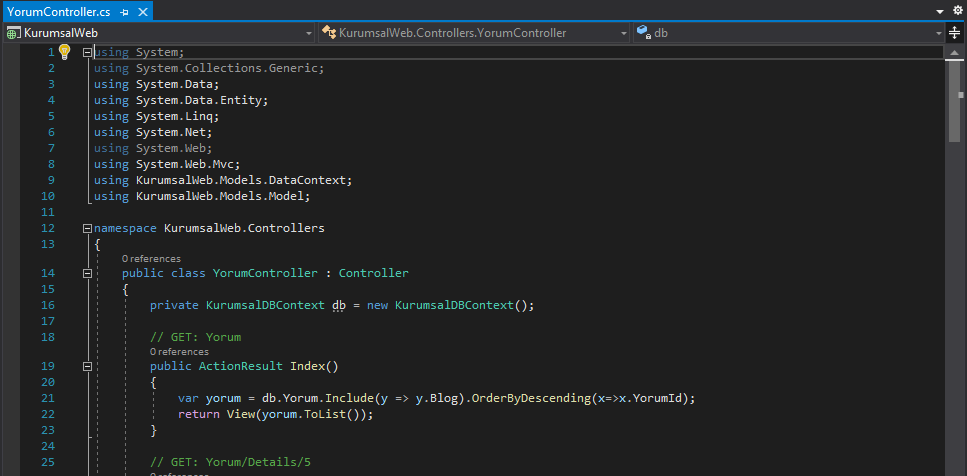 YorumController.cs
KurumsalWeb KurumsalWeb.Controllers.YorumController db
1 using System;
2 using System.Collections.Generic;
3 using System.Data;
4 using System.Data.Entity;
5 using System.Linq;
6 using System.Net;
7 using System.Web;
8 using System.Web.Mvc;
9 using KurumsalWeb.Models.DataContext;
10 using KurumsalWeb.Models.Model;
11
12 namespace KurumsalWeb.Controllers
13 {
0 references
14 public class YorumController : Controller
15 {
16 private KurumsalDBContext db = new KurumsalDBContext();
17
18 // GET: Yorum
0 references
19 public ActionResult Index()
20 {
21 var yorum = db.Yorum.Include(y => y.Blog).OrderByDescending(x=>x.YorumId);
22 return View(yorum.ToList());
23 }
24
25 // GET: Yorum/Details/5
0 references